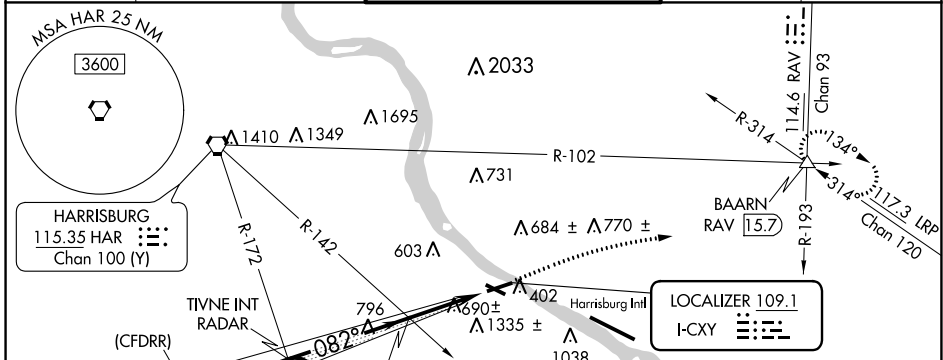 MSA HAR 25 NM
3600
2033
1695
1410
1349
R-102
731
114.6 RAV
Chan 93
R-314
134°
314°
117.3 LRP
Chan 120
BAARN
RAV 15.7
R-193
HARRISBURG
115.35 HAR
Chan 100 (Y)
R-172
R-142
603
684 ±
770 ±
402
Harrisburg Intl
LOCALIZER 109.1
I-CXY
TIVNE INT
RADAR
796
690±
1335 ±
1038
082°
(CFDRR)